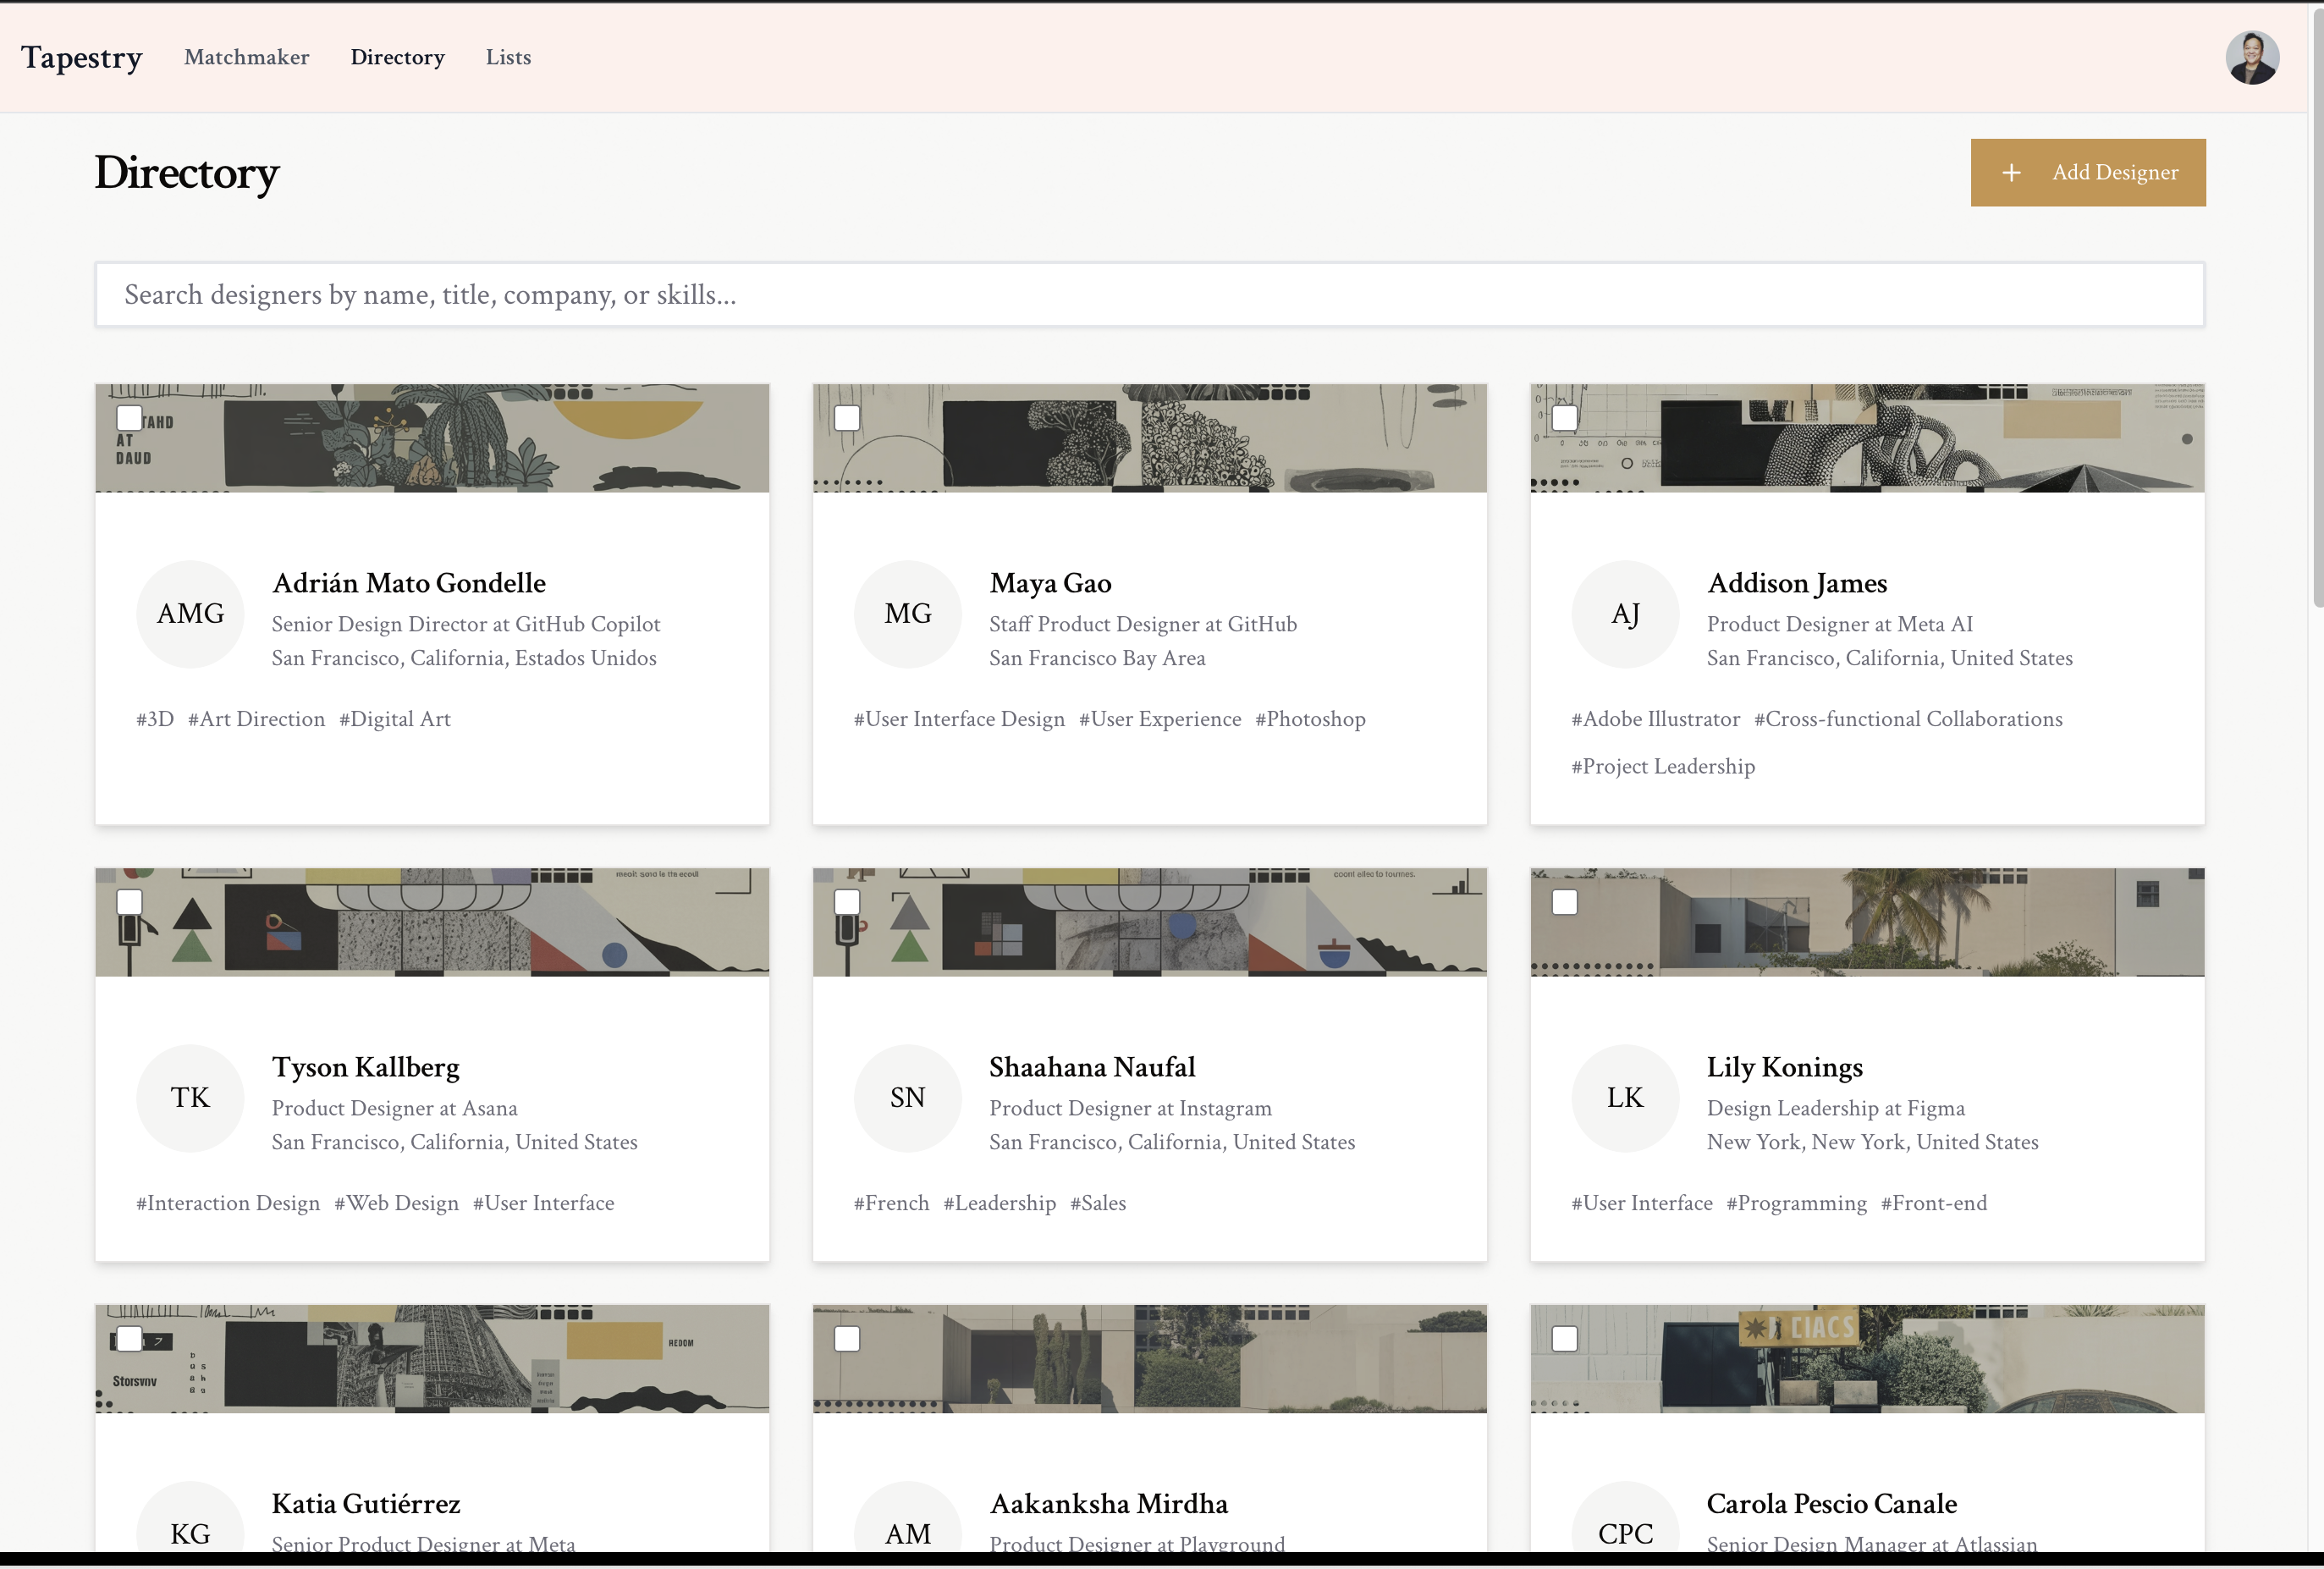 Tapestry Matchmaker Directory Lists
Directory
+ Add Designer
Search designers by name, title, company, or skills...
AT
DAUD
AMG
Adrián Mato Gondelle
Senior Design Director at GitHub Copilot
San Francisco, California, Estados Unidos
#3D #Art Direction #Digital Art
MG
Maya Gao
Staff Product Designer at GitHub
San Francisco Bay Area
#User Interface Design #User Experience #Photoshop
AJ
Addison James
Product Designer at Meta AI
San Francisco, California, United States
#Adobe Illustrator #Cross-functional Collaborations
#Project Leadership
TK
Tyson Kallberg
Product Designer at Asana
San Francisco, California, United States
#Interaction Design #Web Design #User Interface
SN
Shaahana Naufal
Product Designer at Instagram
San Francisco, California, United States
#French #Leadership #Sales
LK
Lily Konings
Design Leadership at Figma
New York, New York, United States
#User Interface #Programming #Front-end
REDOM
Storsvnv
KG
Katia Gutiérrez
Senior Product Designer at Meta
AM
Aakanksha Mirdha
Product Designer at Playground
CIACS
CPC
Carola Pescio Canale
Senior Design Manager at Atlassian